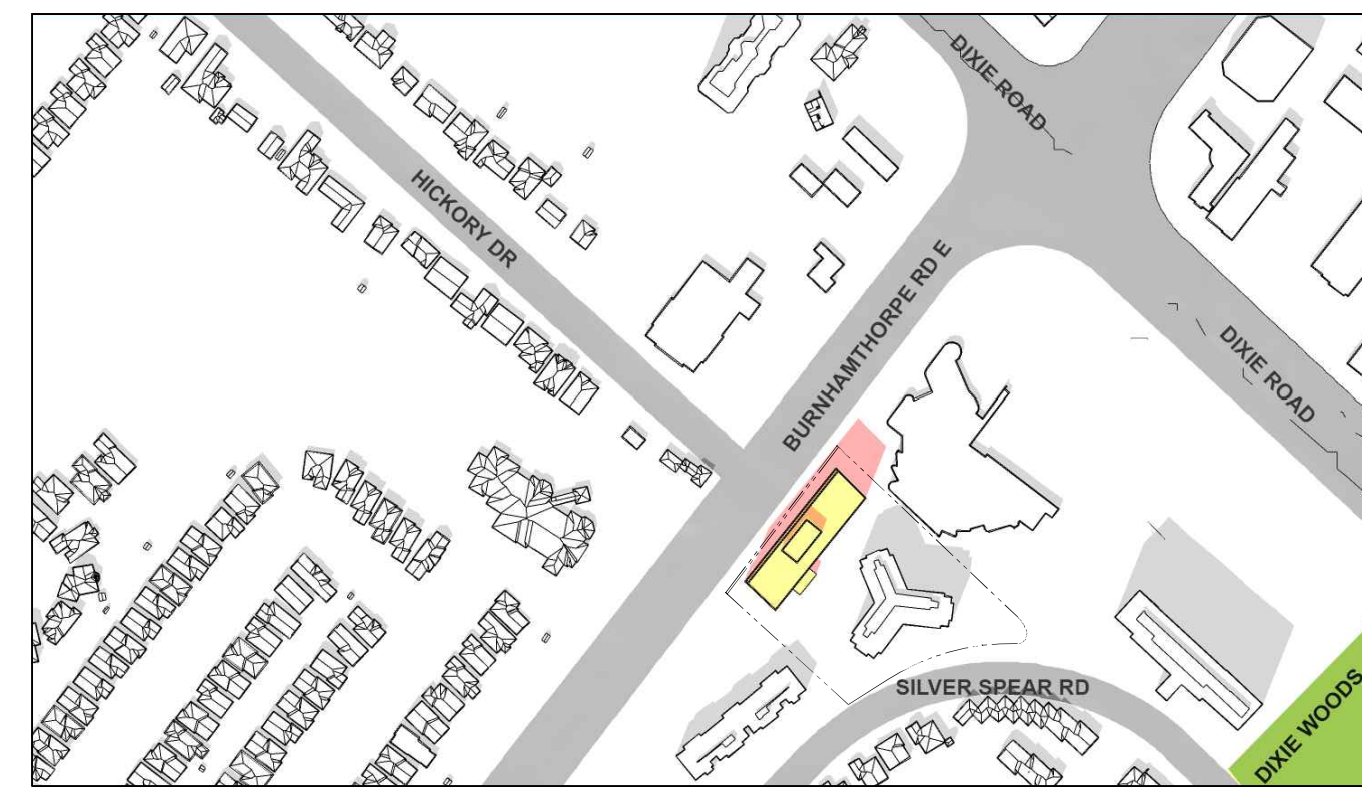 DIXIE ROAD
HICKORY DR
BURNHAMTHORPE RD E
DIXIE ROAD
SILVER SPEAR RD
DIXIE WOODS